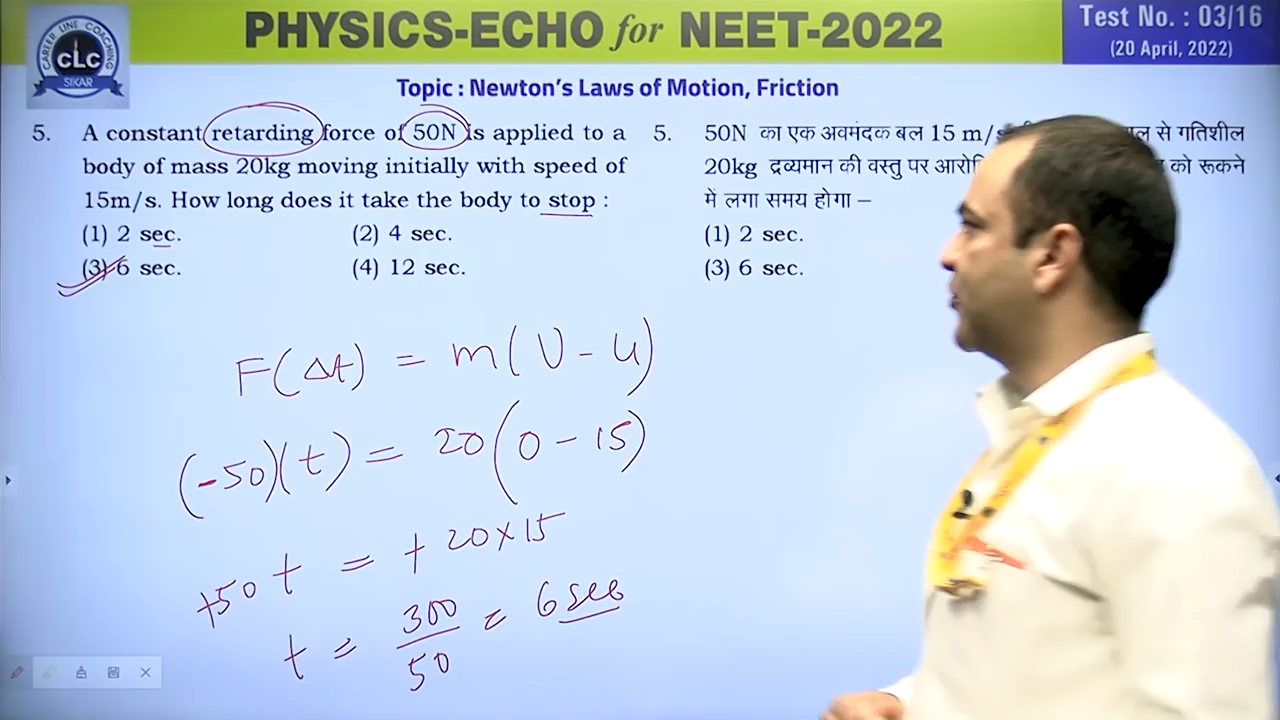 PHYSICS-ECHO for NEET-2022
Test No. : 03/16
(20 April, 2022)
CAREER LINE COACHING
CLC
SIKAR
Topic : Newton's Laws of Motion, Friction
5. A constant retarding force of 50N is applied to a
body of mass 20kg moving initially with speed of
15m/s. How long does it take the body to stop :
(1) 2 sec. (2) 4 sec.
(3) 6 sec. (4) 12 sec.
5. 50N का एक अवमंदक बल 15 m/s से गतिशील
20kg द्रव्यमान की वस्तु पर को रूकने
में लगा समय होगा –
(1) 2 sec.
(3) 6 sec.
F(Δt) = m(V - u)
(-50)(t) = 20(0 - 15)
+50 t = + 20×15
t = 300/50 = 6 sec